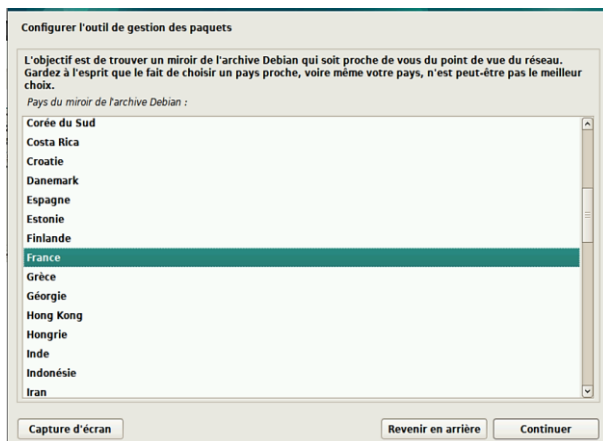 Configurer l'outil de gestion des paquets
L'objectif est de trouver un miroir de l'archive Debian qui soit proche de vous du point de vue du réseau.
Gardez à l'esprit que le fait de choisir un pays proche, voire même votre pays, n'est peut-être pas le meilleur
choix.
Pays du miroir de l'archive Debian :
Corée du Sud
Costa Rica
Croatie
Danemark
Espagne
Estonie
Finlande
France
Grèce
Géorgie
Hong Kong
Hongrie
Inde
Indonésie
Iran
Capture d'écran
Revenir en arrière
Continuer